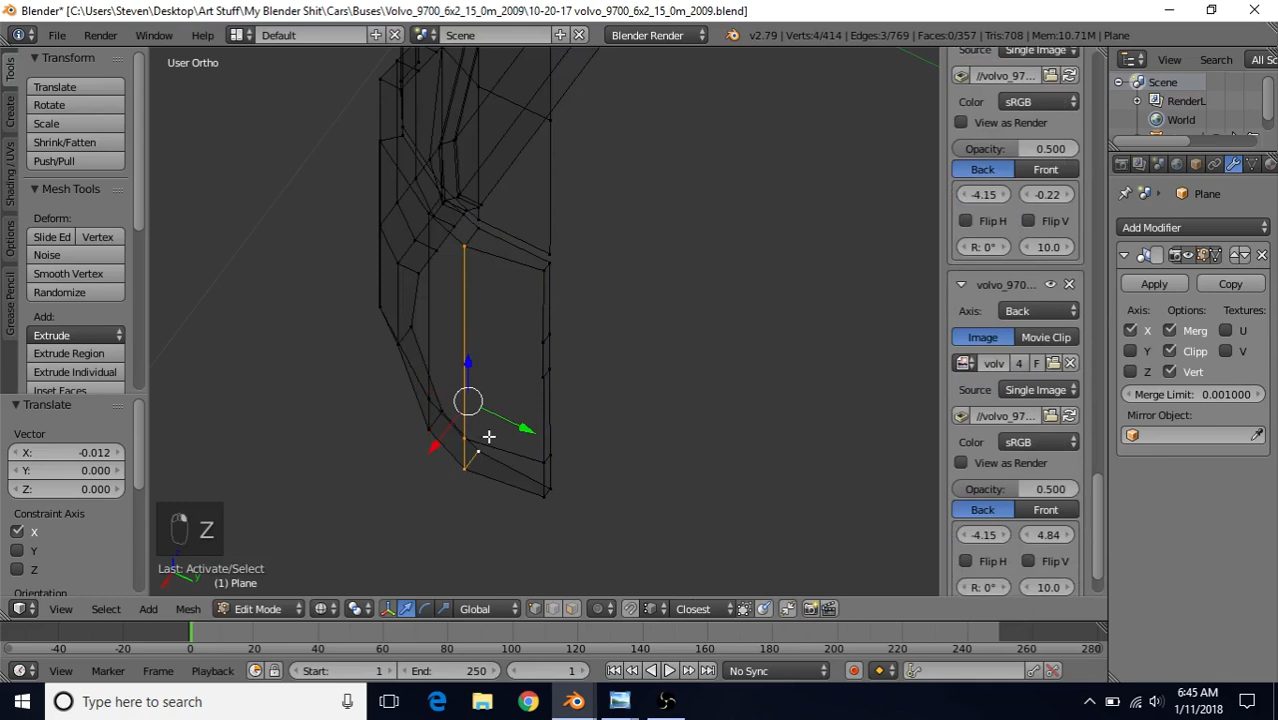 Blender* [C:\Users\Steven\Desktop\Art Stuff\My Blender Shit\Cars\Buses\Volvo_9700_6x2_15_0m_2009\10-20-17 volvo_9700_6x2_15_0m_2009.blend]
File Render Window Help Default Scene Blender Render v2.79 | Verts:4/414 | Edges:3/769 | Faces:0/357 | Tris:708 | Mem:10.71M | Plane
View Search All Sc
Scene
RenderL
World
Plane
Add Modifier
Apply Copy
Axis: Options: Textures:
X Merg U
Y Clipp V
Z Vert
Merge Limit: 0.001000
Mirror Object:
Tools
Create
Shading / UVs
Options
Grease Pencil
Transform
Translate
Rotate
Scale
Shrink/Fatten
Push/Pull
Mesh Tools
Deform:
Slide Ed Vertex
Noise
Smooth Vertex
Randomize
Add:
Extrude
Extrude Region
Extrude Individual
Inset Faces
Translate
Vector
X: -0.012
Y: 0.000
Z: 0.000
Constraint Axis
X
Y
Z
Orientation
User Ortho
Z
Last: Activate/Select
(1) Plane
Source Single Image
//volvo_97...
Color sRGB
View as Render
Opacity: 0.500
Back Front
-4.15 -0.22
Flip H Flip V
R: 0° 10.0
volvo_970...
Axis: Back
Image Movie Clip
volv 4 F
Source Single Image
//volvo_97...
Color sRGB
View as Render
Opacity: 0.500
Back Front
-4.15 4.84
Flip H Flip V
R: 0° 10.0
View Select Add Mesh Edit Mode Global Closest
-40 -20 0 20 40 60 80 100 120 140 160 180 200 220 240 260 280
View Marker Frame Playback Start: 1 End: 250 1 No Sync
Type here to search
6:45 AM
1/11/2018